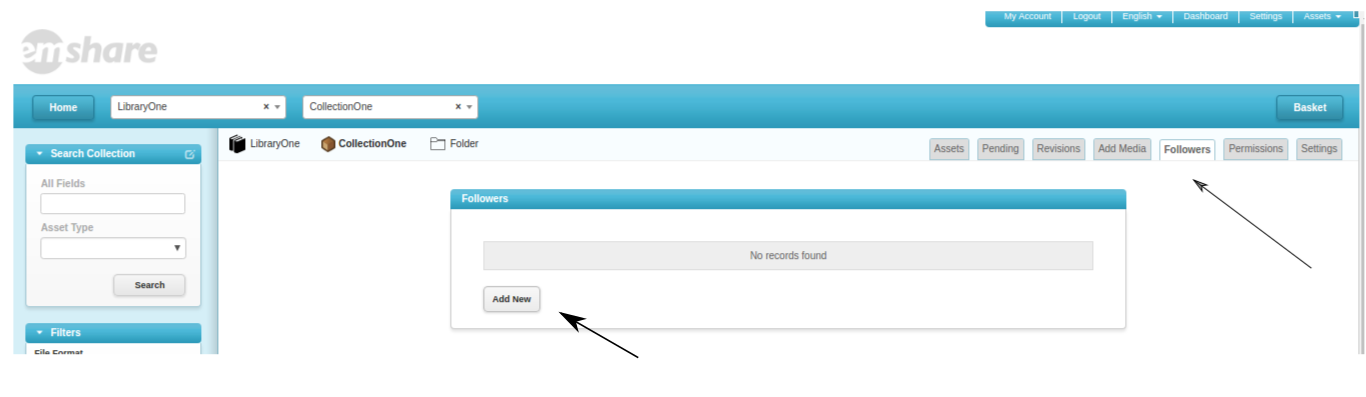 My Account Logout English Dashboard Settings Assets
emshare
Home LibraryOne x CollectionOne x Basket
LibraryOne CollectionOne Folder Assets Pending Revisions Add Media Followers Permissions Settings
Search Collection
All Fields
Asset Type
Search
Filters
File Format
Followers
No records found
Add New